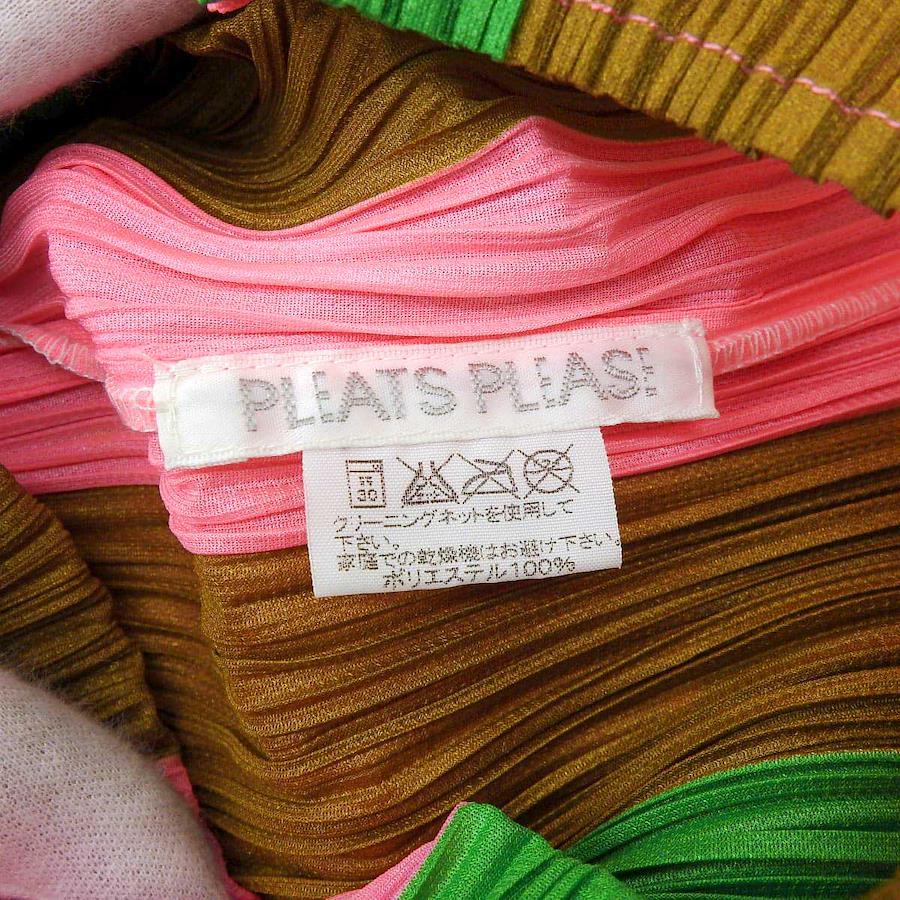 PLEATS PLEASE
30
クリーニングネットを使用して
下さい。
家庭での乾燥機はお避け下さい。
ポリエステル100%